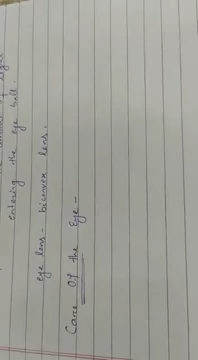 entering the eye ball.
eye lens - biconvex lens.
Care Of the Eye -